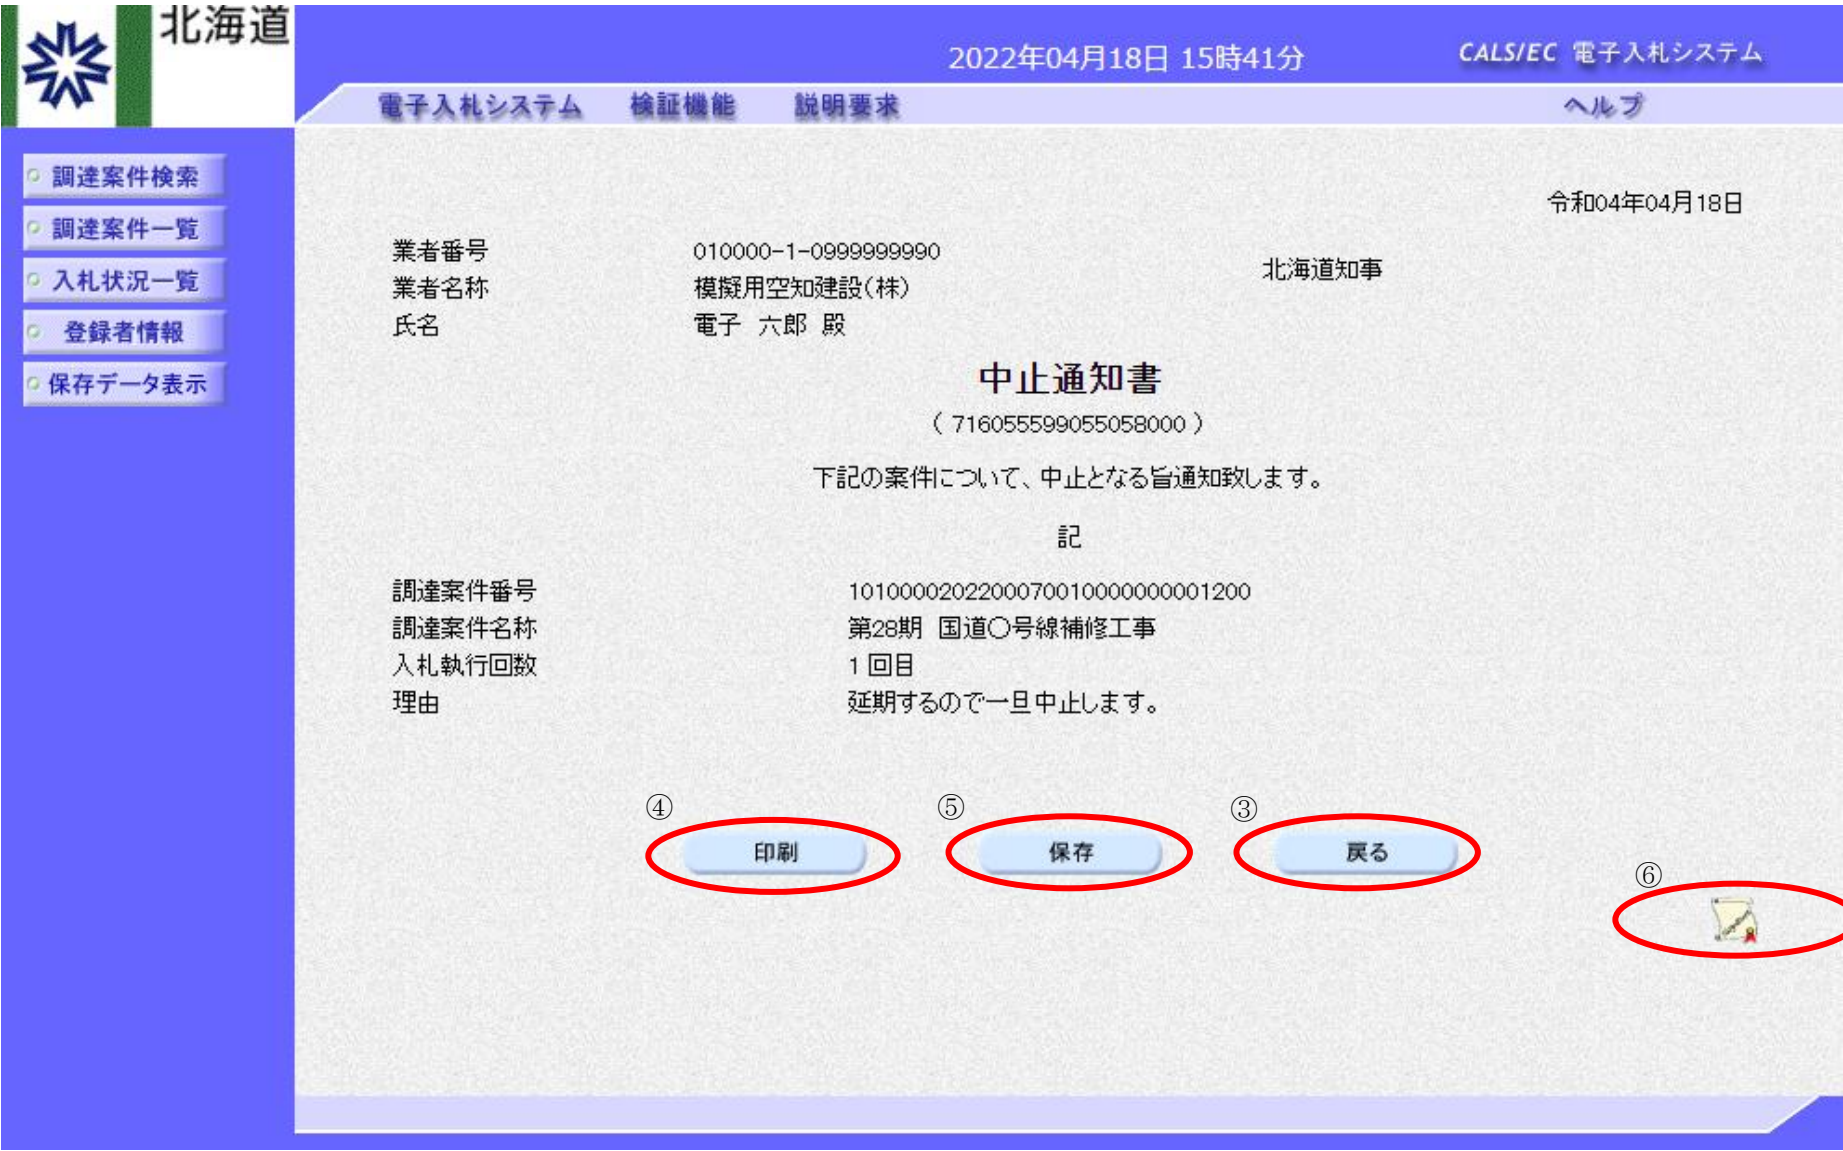 北海道
2022年04月18日 15時41分
CALS/EC 電子入札システム
電子入札システム 検証機能 説明要求 ヘルプ
調達案件検索
調達案件一覧
入札状況一覧
登録者情報
保存データ表示
令和04年04月18日
業者番号 010000-1-0999999990
北海道知事
業者名称 模擬用空知建設(株)
氏名 電子 六郎 殿
中止通知書
( 716055599055058000 )
下記の案件について、中止となる旨通知致します。
記
調達案件番号 1010000202200070010000000001200
調達案件名称 第28期 国道〇号線補修工事
入札執行回数 1回目
理由 延期するので一旦中止します。
④ ⑤ ③
印刷 保存 戻る
⑥